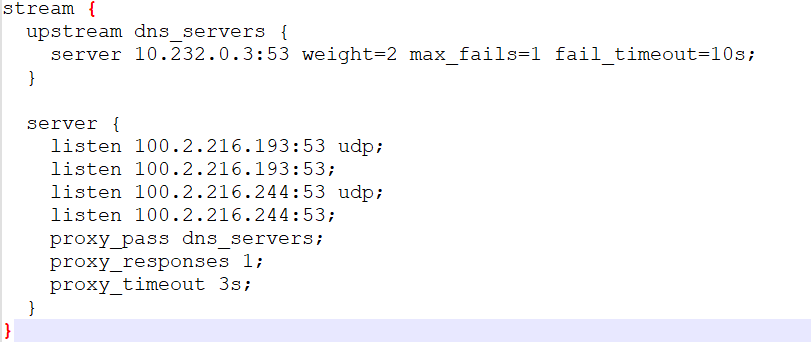 stream {
  upstream dns_servers {
    server 10.232.0.3:53 weight=2 max_fails=1 fail_timeout=10s;
  }

  server {
    listen 100.2.216.193:53 udp;
    listen 100.2.216.193:53;
    listen 100.2.216.244:53 udp;
    listen 100.2.216.244:53;
    proxy_pass dns_servers;
    proxy_responses 1;
    proxy_timeout 3s;
  }
}